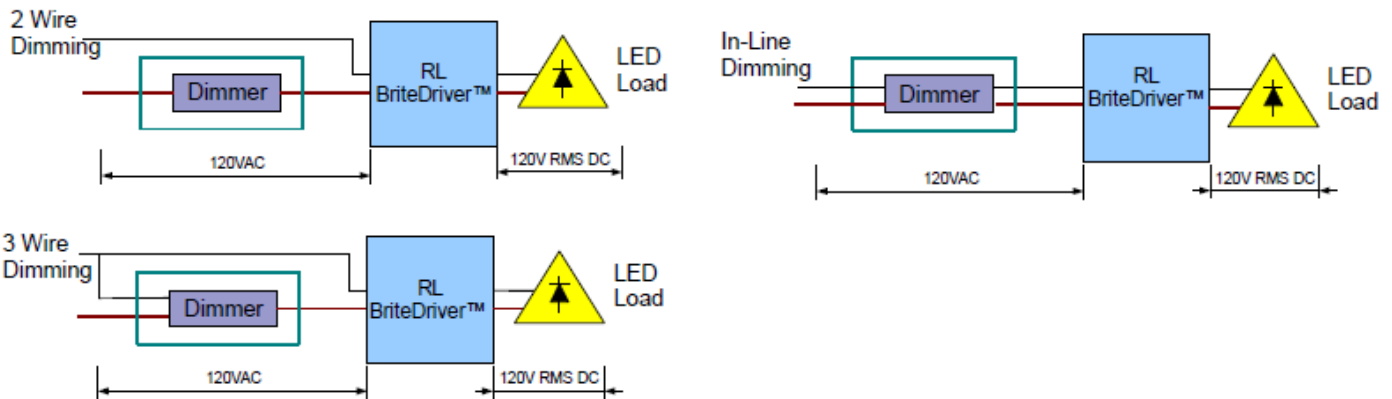 2 Wire
Dimming
Dimmer
RL
BriteDriver™
LED
Load
120VAC
120V RMS DC
In-Line
Dimming
Dimmer
RL
BriteDriver™
LED
Load
120VAC
120V RMS DC
3 Wire
Dimming
Dimmer
RL
BriteDriver™
LED
Load
120VAC
120V RMS DC